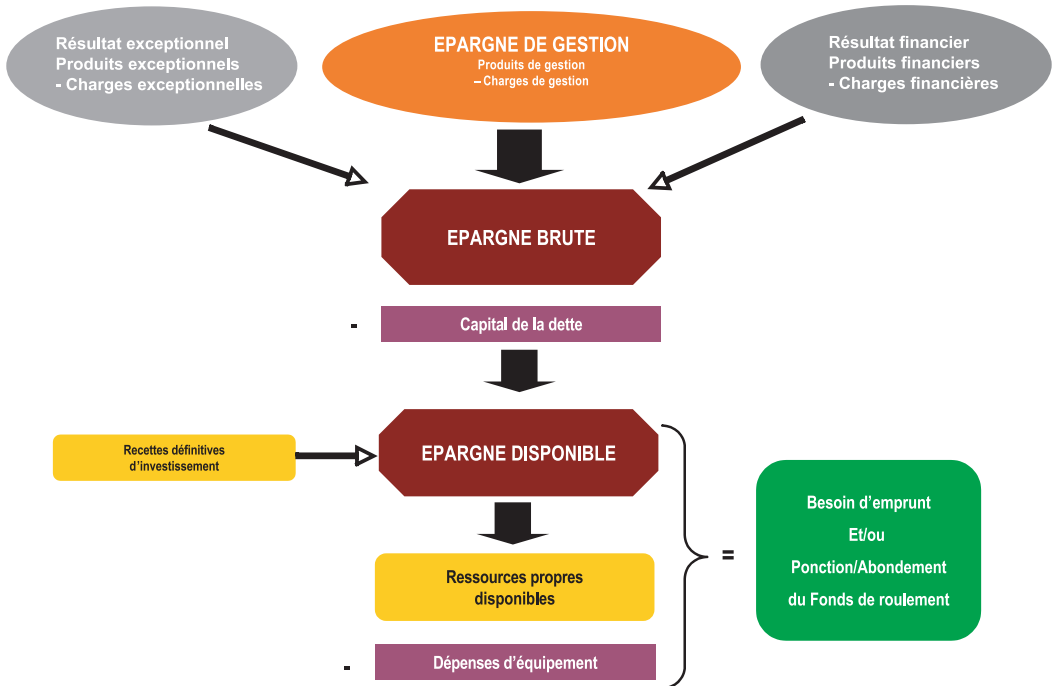 Résultat exceptionnel
Produits exceptionnels
- Charges exceptionnelles
EPARGNE DE GESTION
Produits de gestion
– Charges de gestion
Résultat financier
Produits financiers
- Charges financières
EPARGNE BRUTE
- Capital de la dette
EPARGNE DISPONIBLE
Recettes définitives
d'investissement
Ressources propres
disponibles
- Dépenses d'équipement
=
Besoin d'emprunt
Et/ou
Ponction/Abondement
du Fonds de roulement